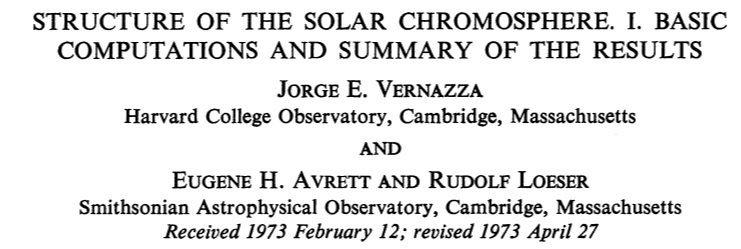 STRUCTURE OF THE SOLAR CHROMOSPHERE. I. BASIC
COMPUTATIONS AND SUMMARY OF THE RESULTS
JORGE E. VERNAZZA
Harvard College Observatory, Cambridge, Massachusetts
AND
EUGENE H. AVRETT AND RUDOLF LOESER
Smithsonian Astrophysical Observatory, Cambridge, Massachusetts
Received 1973 February 12; revised 1973 April 27